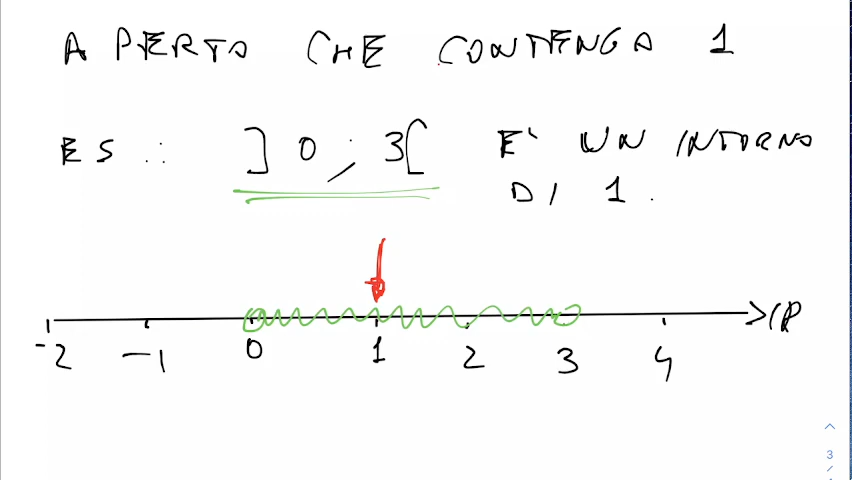 APERTO CHE CONTENGA 1
ES: ]0;3[ E' UN INTORNO
DI 1.
-2 -1 0 1 2 3 4 IR
3
/